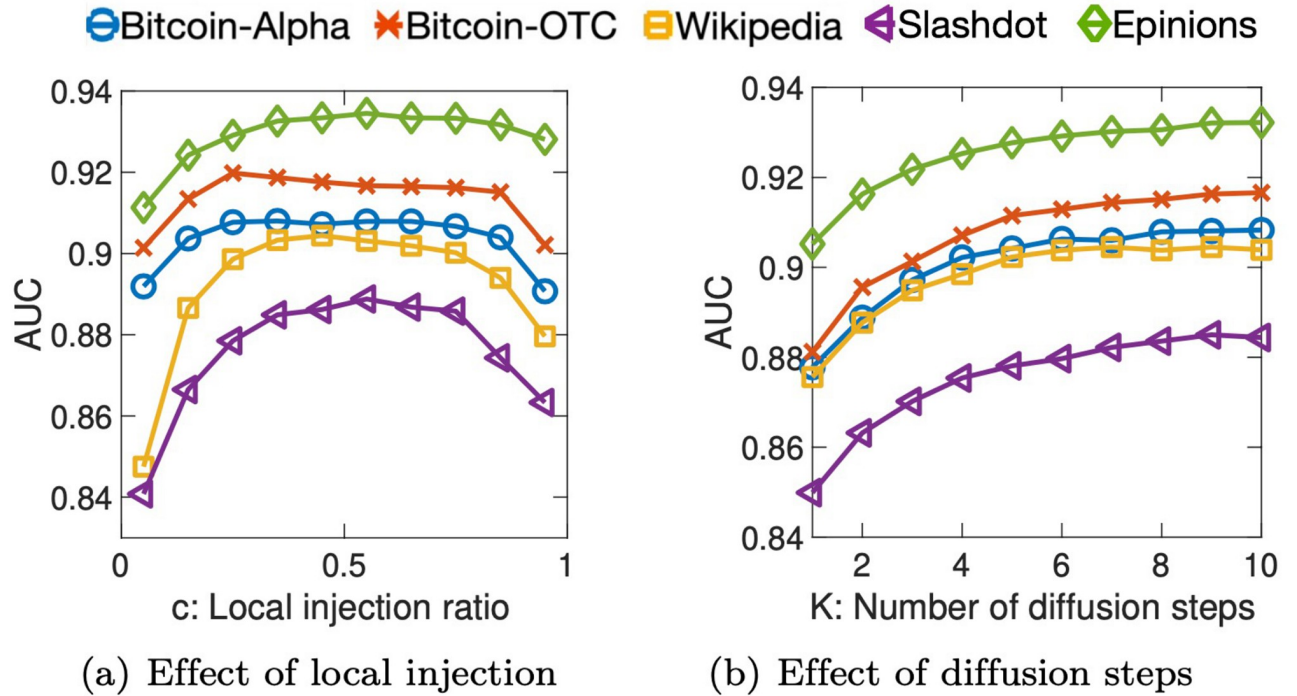 Bitcoin-Alpha Bitcoin-OTC Wikipedia Slashdot Epinions
0.94
0.92
0.9
0.88
0.86
0.84
AUC
0 0.5 1
c: Local injection ratio
(a) Effect of local injection
0.94
0.92
0.9
0.88
0.86
0.84
AUC
2 4 6 8 10
K: Number of diffusion steps
(b) Effect of diffusion steps